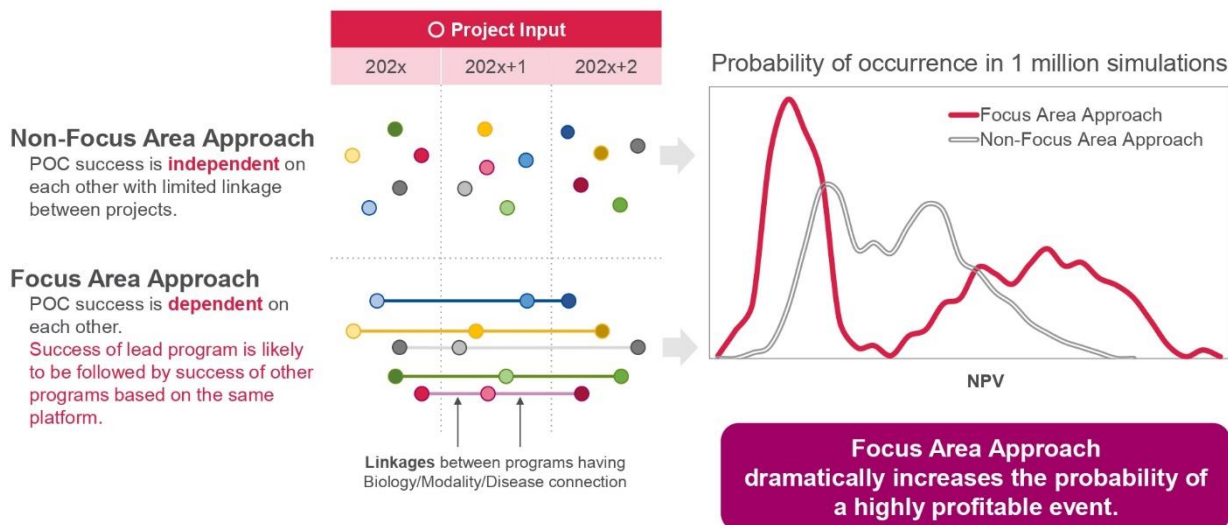 Project Input
202x 202x+1 202x+2
Non-Focus Area Approach
POC success is independent on
each other with limited linkage
between projects.
Focus Area Approach
POC success is dependent on
each other.
Success of lead program is likely
to be followed by success of other
programs based on the same
platform.
Linkages between programs having
Biology/Modality/Disease connection
Probability of occurrence in 1 million simulations
Focus Area Approach
Non-Focus Area Approach
NPV
Focus Area Approach
dramatically increases the probability of
a highly profitable event.